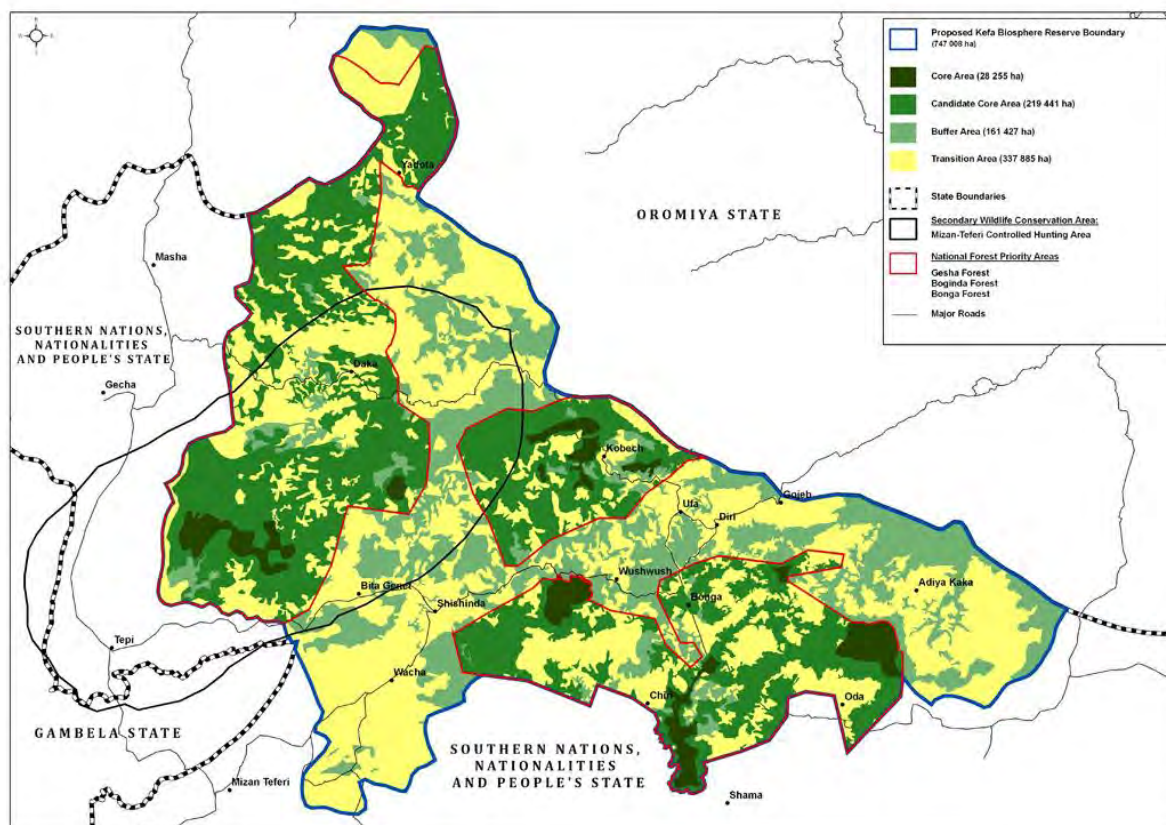 Proposed Kefa Biosphere Reserve Boundary
(747 008 ha)
Core Area (28 255 ha)
Candidate Core Area (219 441 ha)
Buffer Area (161 427 ha)
Transition Area (337 885 ha)
State Boundaries
Secondary Wildlife Conservation Area:
Mizan-Teferi Controlled Hunting Area
National Forest Priority Areas
Gesha Forest
Boginda Forest
Bonga Forest
Major Roads
OROMIYA STATE
Masha
SOUTHERN NATIONS,
NATIONALITIES
AND PEOPLE'S STATE
Gecha
Daka
Kobech
Ufa
Diri
Gojeb
Wushwush
Bonga
Adiya Kaka
Bita Genet
Shishinda
Tepi
Wacha
Chiri
Oda
GAMBELA STATE
SOUTHERN NATIONS,
NATIONALITIES
AND PEOPLE'S STATE
Mizan Teferi
Shama